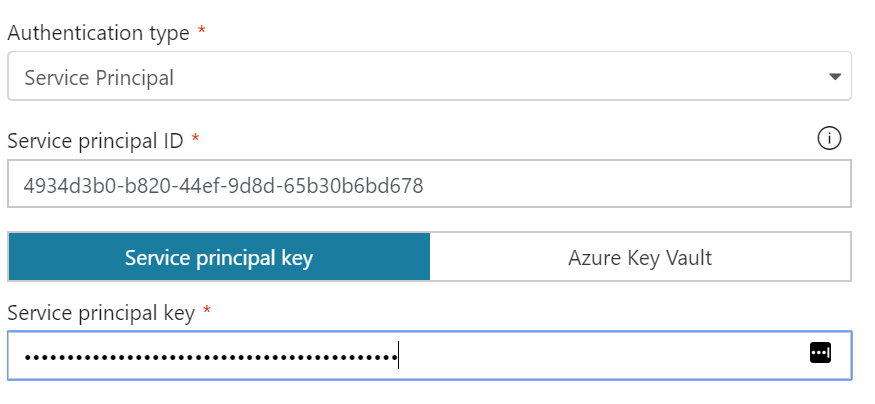 Authentication type *
Service Principal
Service principal ID *
4934d3b0-b820-44ef-9d8d-65b30b6bd678
Service principal key
Azure Key Vault
Service principal key *
••••••••••••••••••••••••••••••••••••••••••••